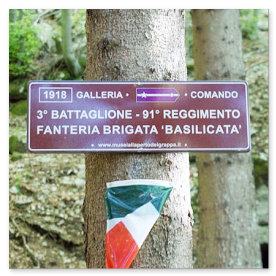 1918 GALLERIA • • COMANDO
3° BATTAGLIONE - 91° REGGIMENTO
FANTERIA BRIGATA 'BASILICATA'
www.museiallapertodelgrappa.it